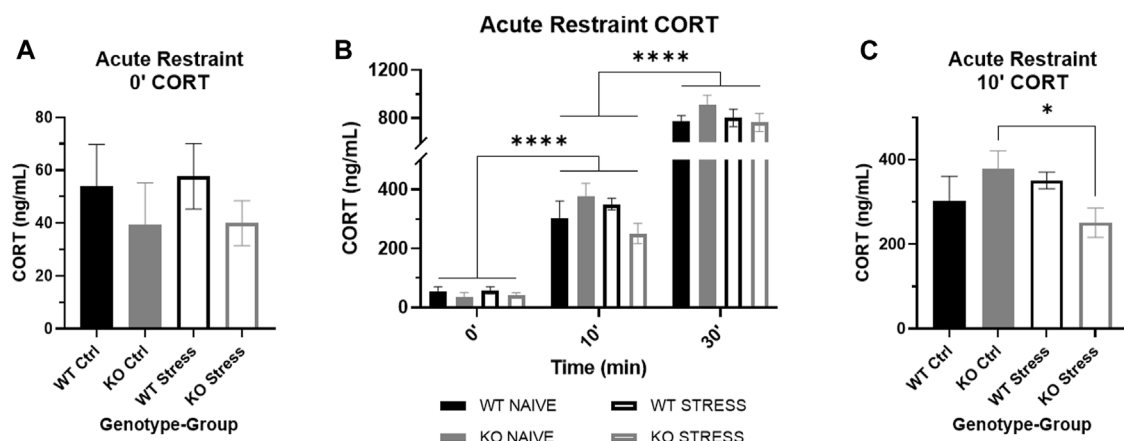 A
Acute Restraint
0' CORT
CORT (ng/mL)
80
60
40
20
0
WT Ctrl
KO Ctrl
WT Stress
KO Stress
Genotype-Group
B
Acute Restraint CORT
CORT (ng/mL)
1200
800
400
200
0
****
****
0'
10'
30'
Time (min)
WT NAIVE
WT STRESS
KO NAIVE
KO STRESS
C
Acute Restraint
10' CORT
CORT (ng/mL)
400
200
0
*
WT Ctrl
KO Ctrl
WT Stress
KO Stress
Genotype-Group